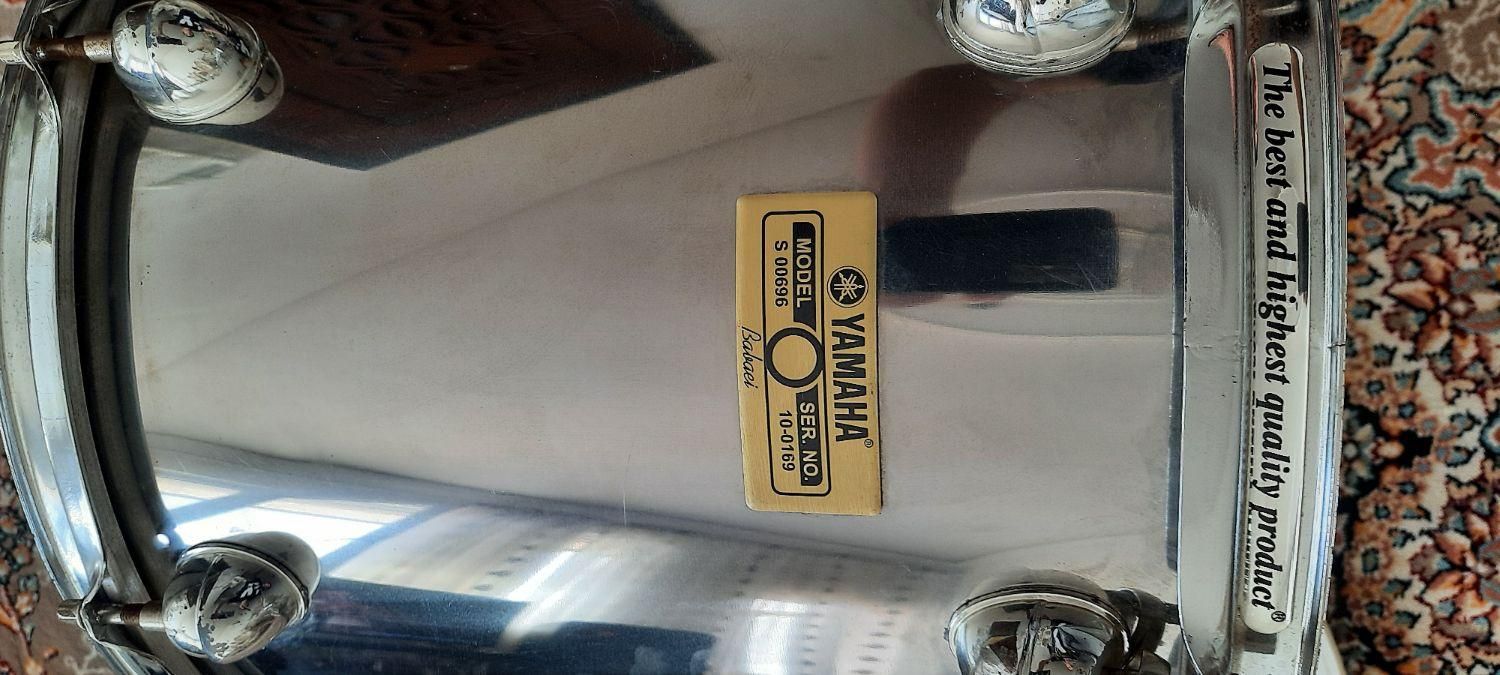 The best and highest quality product®
YAMAHA®
MODEL SER. NO.
S 00696 10-0169
Babaei